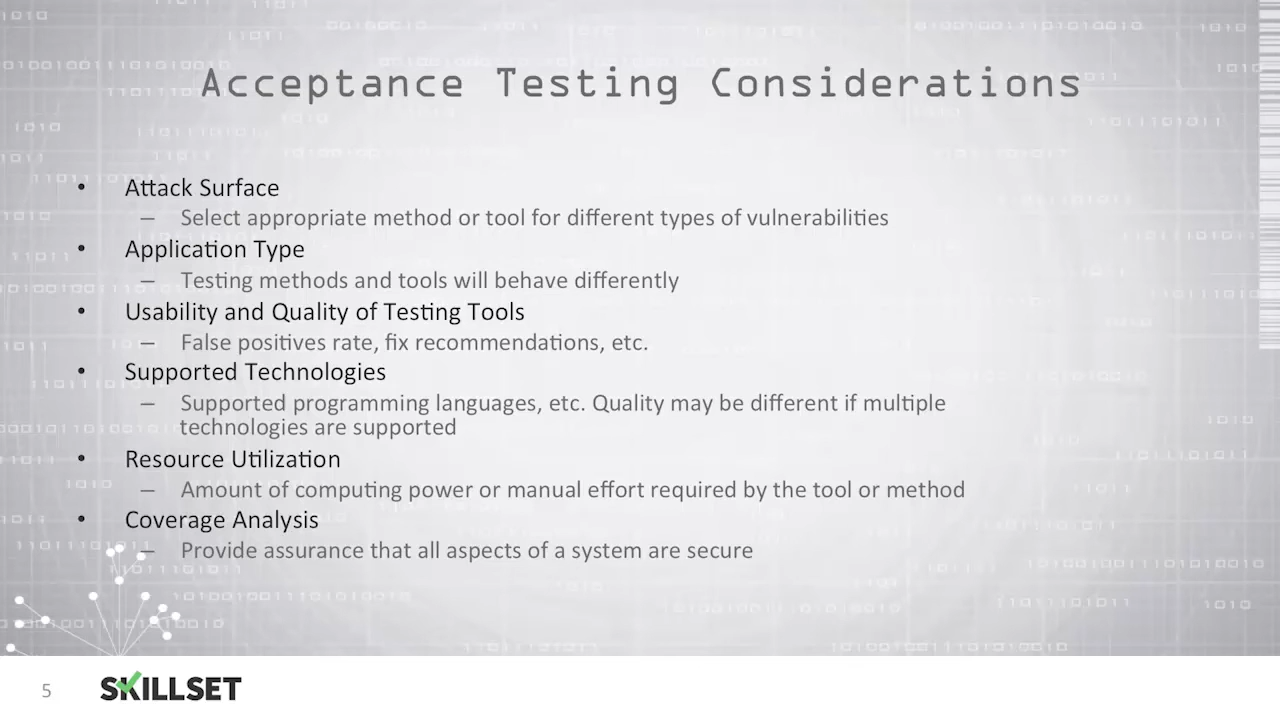 Acceptance Testing Considerations
• Attack Surface
– Select appropriate method or tool for different types of vulnerabilities
• Application Type
– Testing methods and tools will behave differently
• Usability and Quality of Testing Tools
– False positives rate, fix recommendations, etc.
• Supported Technologies
– Supported programming languages, etc. Quality may be different if multiple
technologies are supported
• Resource Utilization
– Amount of computing power or manual effort required by the tool or method
• Coverage Analysis
– Provide assurance that all aspects of a system are secure
5
SKILLSET